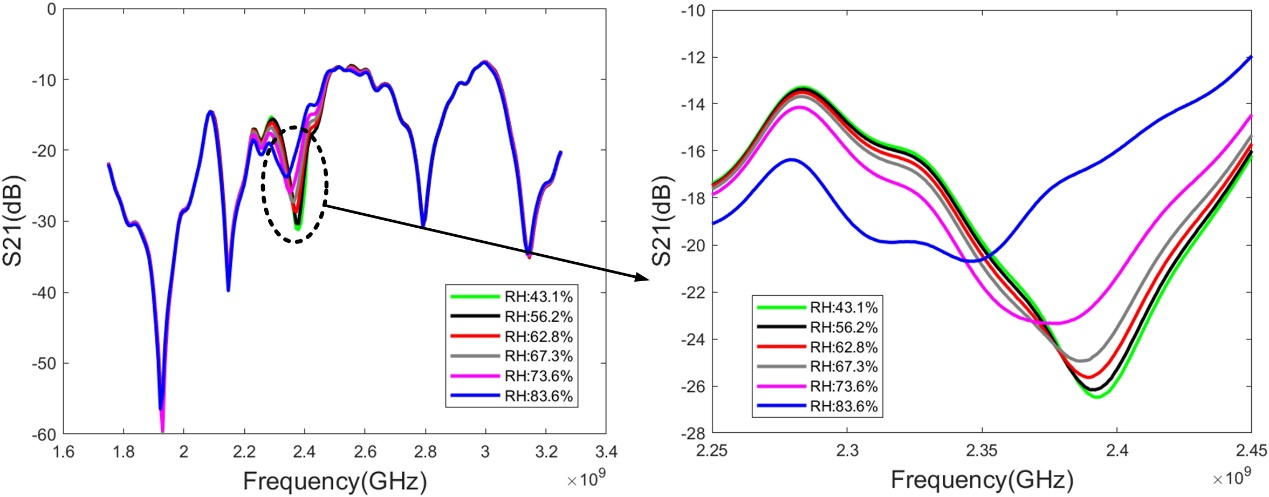 0
-10
-20
-30
-40
-50
-60
S21(dB)
1.6 1.8 2 2.2 2.4 2.6 2.8 3 3.2 3.4
Frequency(GHz)
×10⁹
RH:43.1%
RH:56.2%
RH:62.8%
RH:67.3%
RH:73.6%
RH:83.6%
-10
-12
-14
-16
-18
-20
-22
-24
-26
-28
S21(dB)
2.25 2.3 2.35 2.4 2.45
Frequency(GHz)
×10⁹
RH:43.1%
RH:56.2%
RH:62.8%
RH:67.3%
RH:73.6%
RH:83.6%